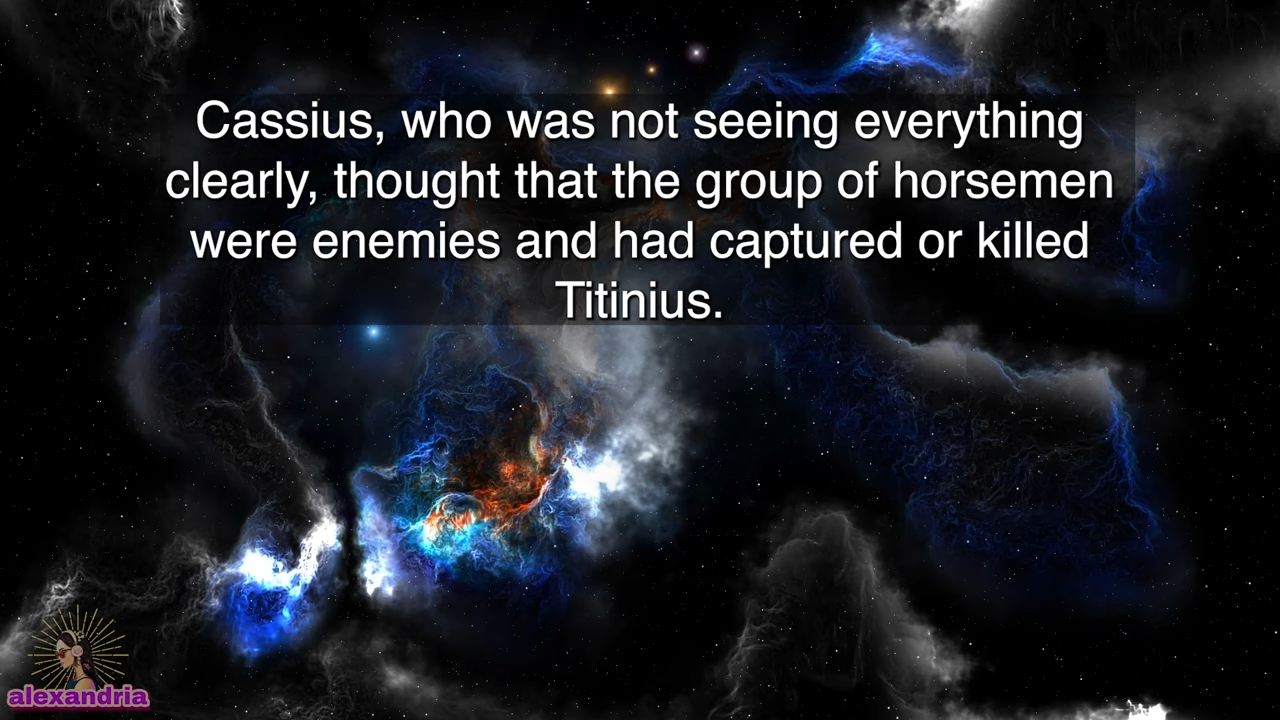 Cassius, who was not seeing everything
clearly, thought that the group of horsemen
were enemies and had captured or killed
Titinius.
alexandria